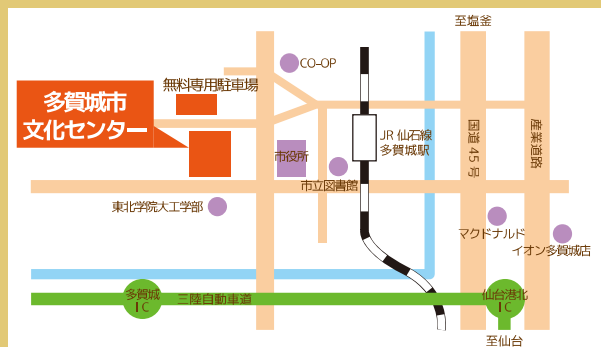 至塩釜
CO-OP
無料専用駐車場
多賀城市
文化センター
JR 仙石線
多賀城駅
国道45号
産業道路
市役所
市立図書館
東北学院大工学部
マクドナルド
イオン多賀城店
多賀城
IC
三陸自動車道
仙台港北
IC
至仙台